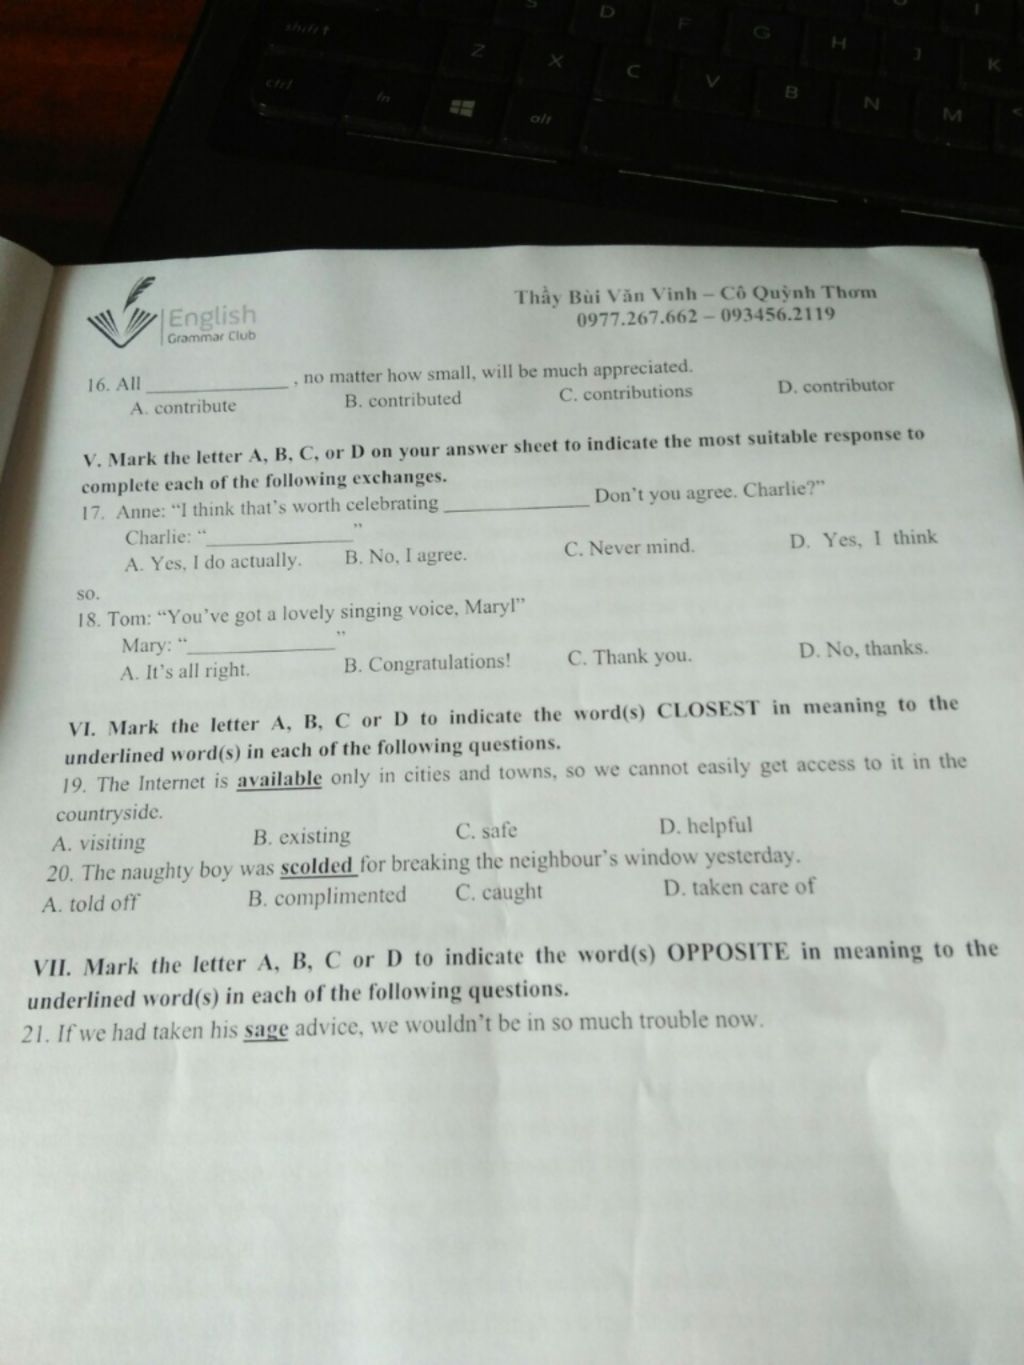 shift ↑
S D F G H J K
Z X C V B N M <
ctrl fn alt
English
Grammar Club
Thầy Bùi Văn Vinh – Cô Quỳnh Thơm
0977.267.662 – 093456.2119
16. All ______________ , no matter how small, will be much appreciated.
A. contribute B. contributed C. contributions D. contributor
V. Mark the letter A, B, C, or D on your answer sheet to indicate the most suitable response to
complete each of the following exchanges.
17. Anne: “I think that’s worth celebrating ______________ Don’t you agree. Charlie?”
Charlie: “______________”
A. Yes, I do actually. B. No, I agree. C. Never mind. D. Yes, I think
so.
18. Tom: “You’ve got a lovely singing voice, Mary!”
Mary: “______________”
A. It’s all right. B. Congratulations! C. Thank you. D. No, thanks.
VI. Mark the letter A, B, C or D to indicate the word(s) CLOSEST in meaning to the
underlined word(s) in each of the following questions.
19. The Internet is available only in cities and towns, so we cannot easily get access to it in the
countryside.
A. visiting B. existing C. safe D. helpful
20. The naughty boy was scolded for breaking the neighbour’s window yesterday.
A. told off B. complimented C. caught D. taken care of
VII. Mark the letter A, B, C or D to indicate the word(s) OPPOSITE in meaning to the
underlined word(s) in each of the following questions.
21. If we had taken his sage advice, we wouldn’t be in so much trouble now.